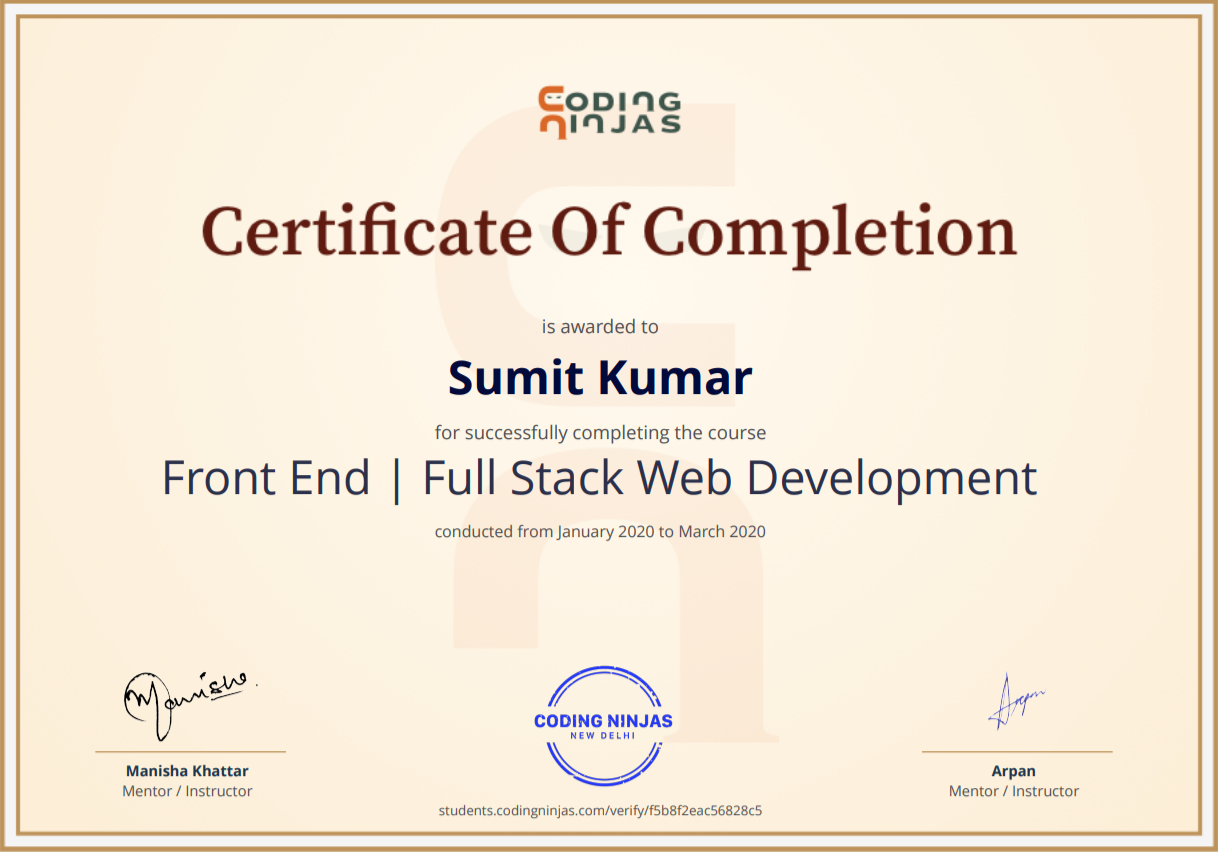 CODING
NINJAS
Certificate Of Completion
is awarded to
Sumit Kumar
for successfully completing the course
Front End | Full Stack Web Development
conducted from January 2020 to March 2020
Manisha
Arpan
CODING NINJAS
NEW DELHI
Manisha Khattar
Mentor / Instructor
Arpan
Mentor / Instructor
students.codingninjas.com/verify/f5b8f2eac56828c5